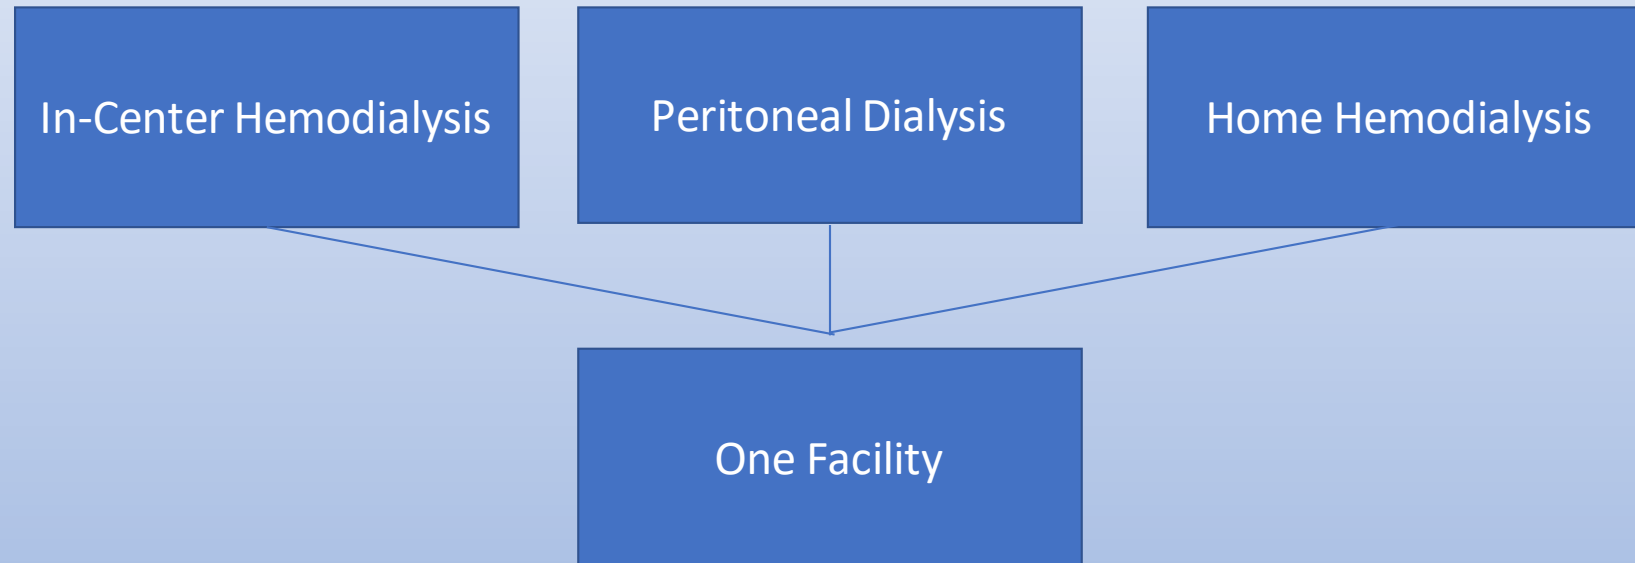 In-Center Hemodialysis
Peritoneal Dialysis
Home Hemodialysis
One Facility